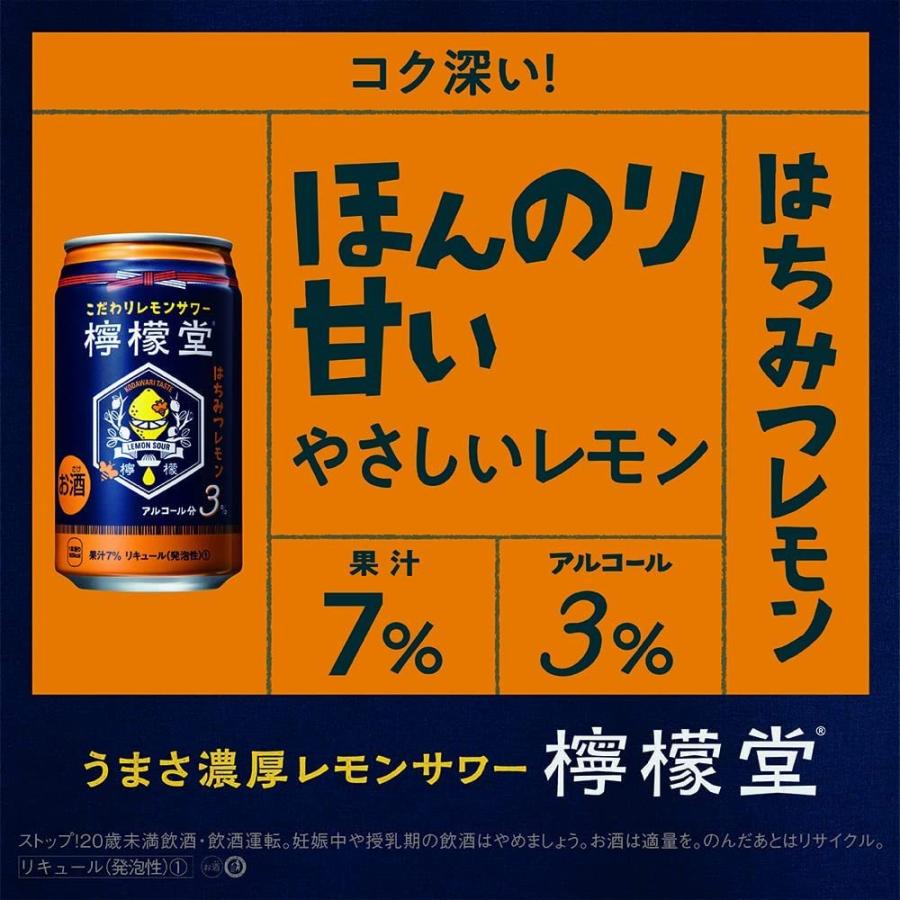 コク深い!
ほんのり
甘い
やさしいレモン
はちみつレモン
果汁
7%
アルコール
3%
こだわりレモンサワー
檸檬堂
はちみつレモン
KODAWARI TASTE
LEMON SOUR
檸 檬
お酒
アルコール分 3%
果汁7% リキュール(発泡性)①
うまさ濃厚レモンサワー 檸檬堂®
ストップ!20歳未満飲酒・飲酒運転。妊娠中や授乳期の飲酒はやめましょう。お酒は適量を。のんだあとはリサイクル。
リキュール(発泡性)① お酒